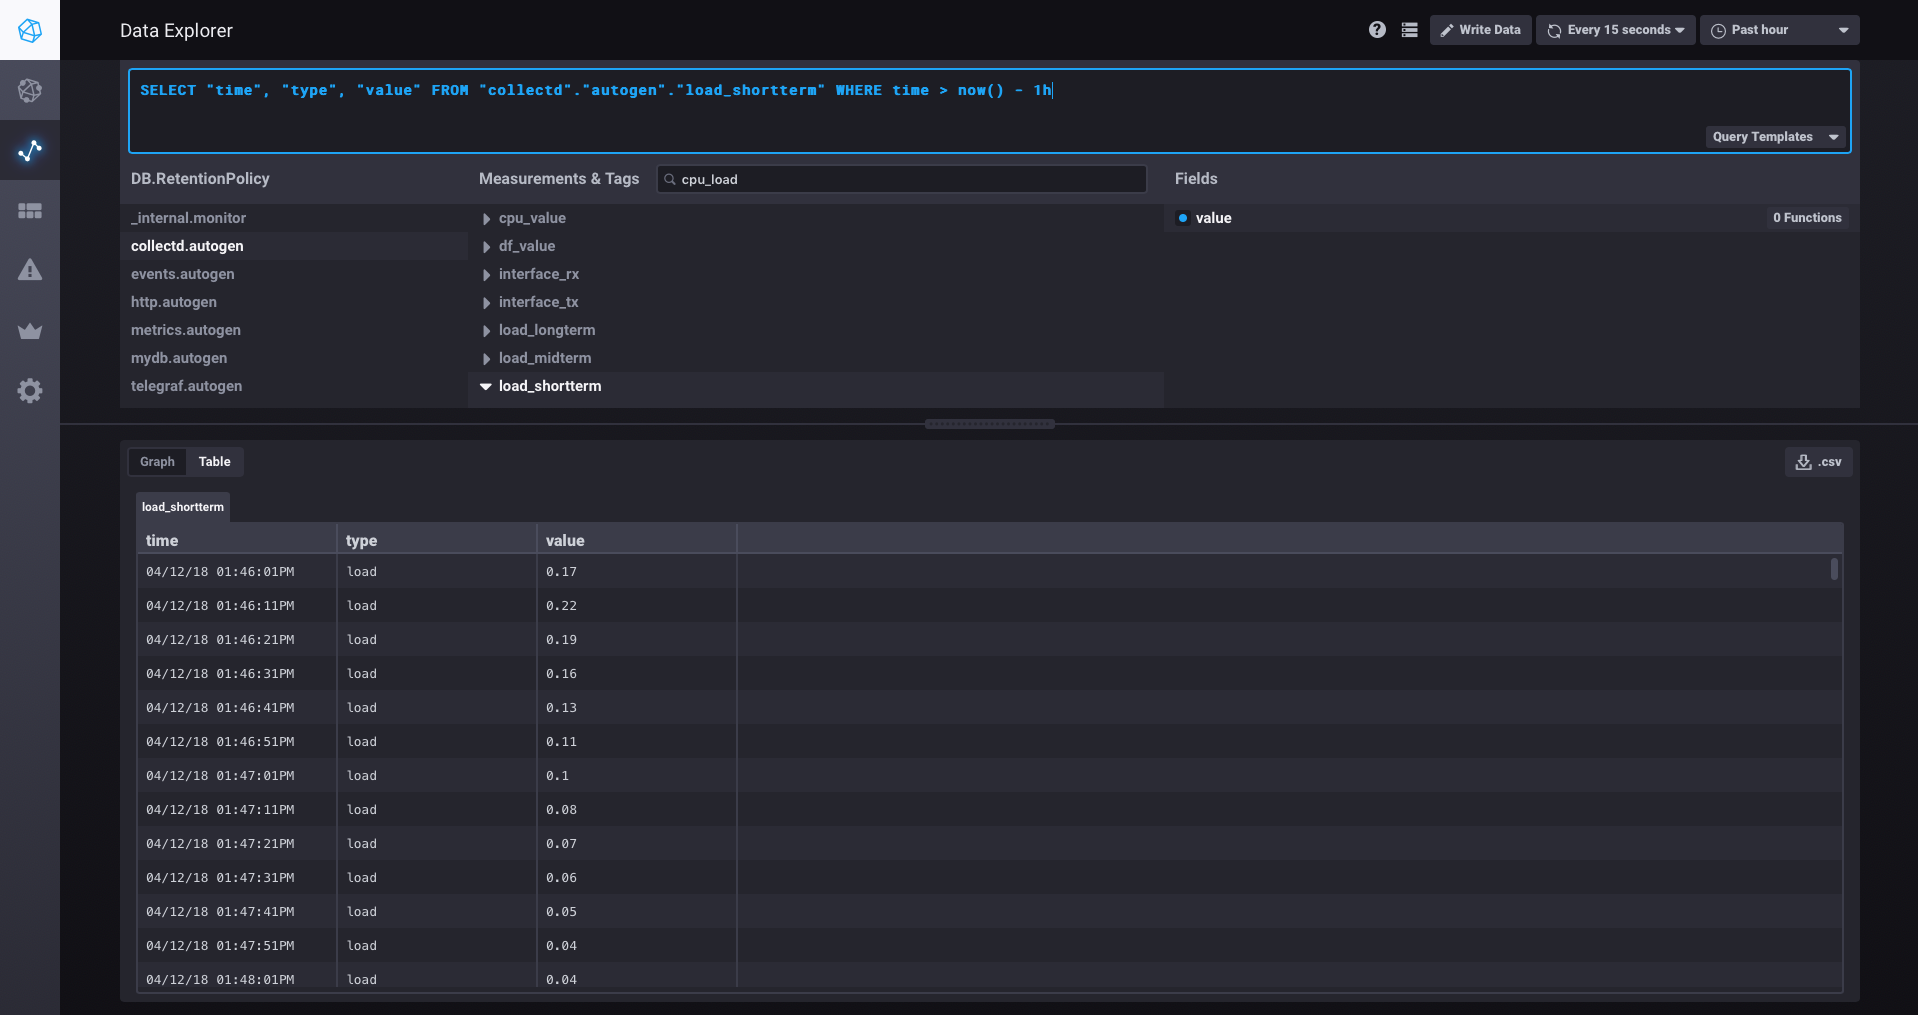 Data Explorer
Write Data
Every 15 seconds
Past hour
SELECT "time", "type", "value" FROM "collectd"."autogen"."load_shortterm" WHERE time > now() - 1h
Query Templates
DB.RetentionPolicy
_internal.monitor
collectd.autogen
events.autogen
http.autogen
metrics.autogen
mydb.autogen
telegraf.autogen
Measurements & Tags
cpu_load
cpu_value
df_value
interface_rx
interface_tx
load_longterm
load_midterm
load_shortterm
Fields
value 0 Functions
Graph Table
.csv
load_shortterm
time type value
04/12/18 01:46:01PM load 0.17
04/12/18 01:46:11PM load 0.22
04/12/18 01:46:21PM load 0.19
04/12/18 01:46:31PM load 0.16
04/12/18 01:46:41PM load 0.13
04/12/18 01:46:51PM load 0.11
04/12/18 01:47:01PM load 0.1
04/12/18 01:47:11PM load 0.08
04/12/18 01:47:21PM load 0.07
04/12/18 01:47:31PM load 0.06
04/12/18 01:47:41PM load 0.05
04/12/18 01:47:51PM load 0.04
04/12/18 01:48:01PM load 0.04